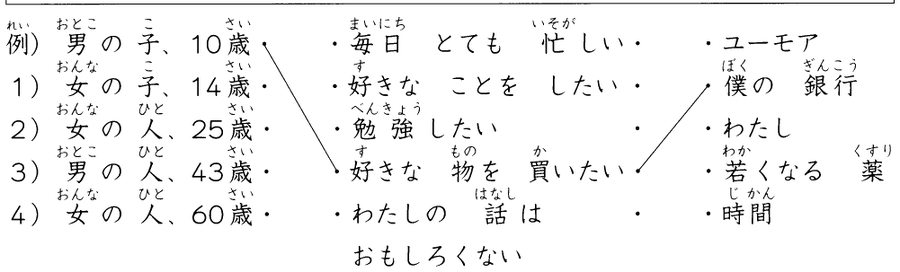 例） 男の子、10歳・ ・毎日 とても 忙しい・ ・ユーモア
1） 女の子、14歳・ ・好きな ことを したい・ ・僕の 銀行
2） 女の人、25歳・ ・勉強したい ・ ・わたし
3） 男の人、43歳・ ・好きな 物を 買いたい・ ・若くなる 薬
4） 女の人、60歳・ ・わたしの 話は ・ ・時間
おもしろくない